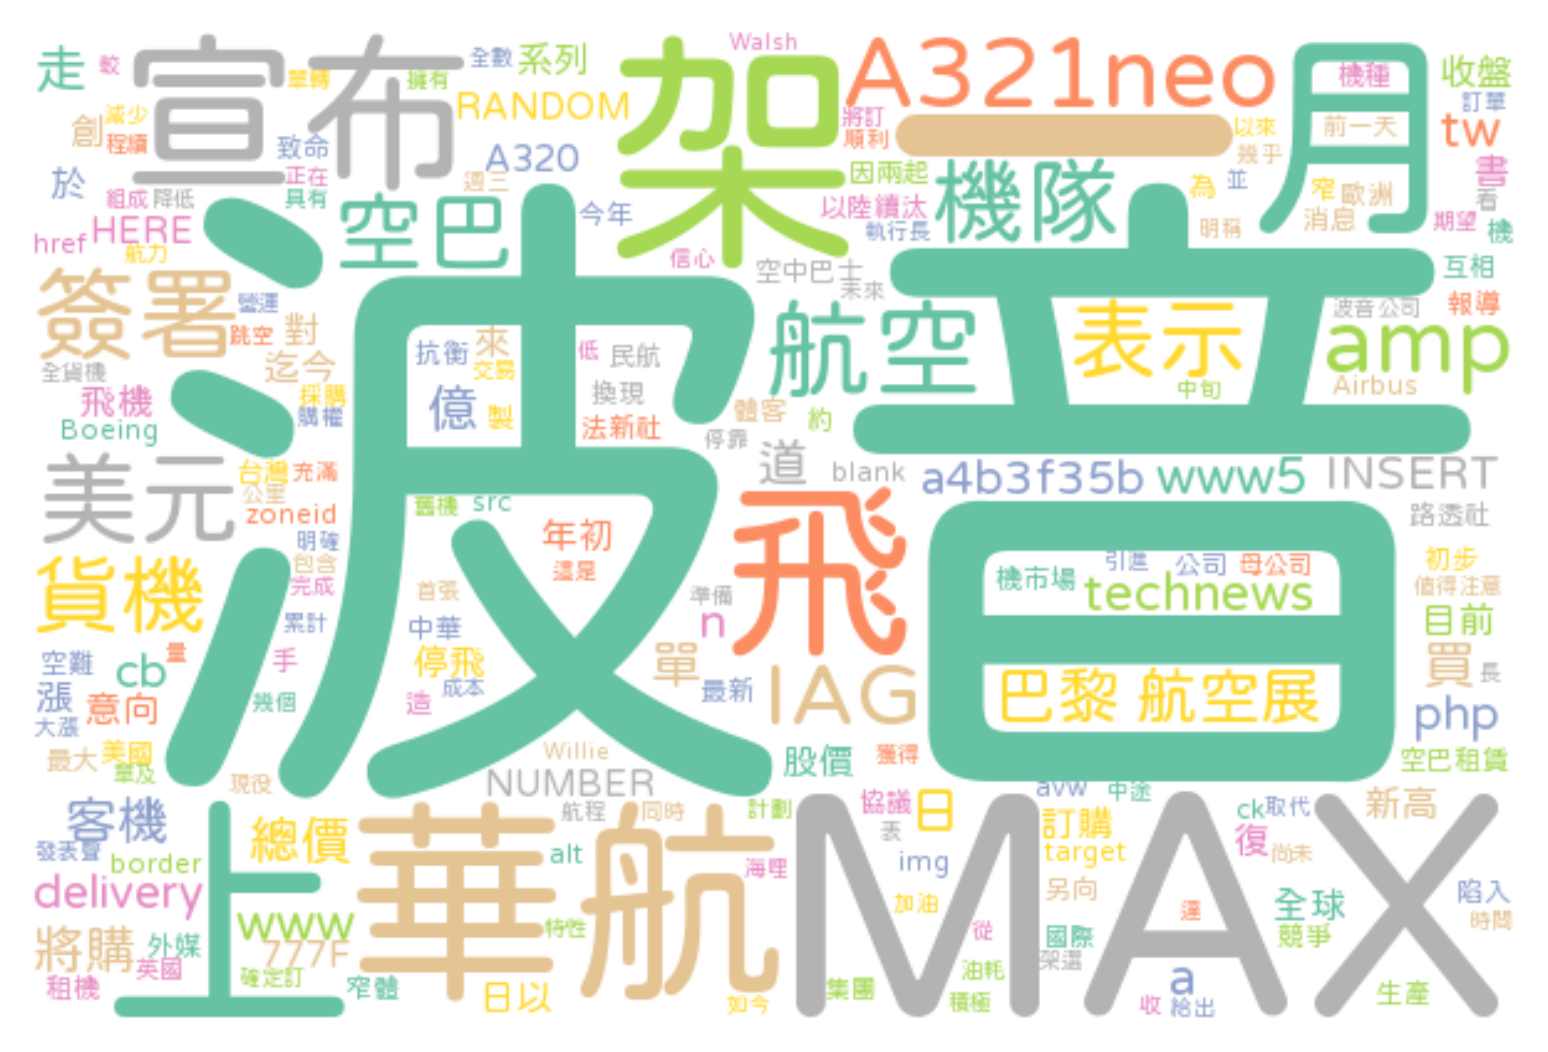 走 較 宣布 單轉 擁有 全數 系列 架 Walsh A321neo 月 機種 收盤
創 減少 程續 RANDOM 將訂 順利 一 以來 幾乎 前一天 訂單 tw
於 致命 正在 具有 A320 週三 因兩起 機隊 為 並 窄 歐洲 消息 書 看
組成 降低 href HERE 航力 空巴 今年 以陸續汰 執行長 明稱 期望 機
簽署 營運 跳空 對 信心 空中巴士 未來 互相 波音公司 報導
波音
全貨機 迄今 抗衡 來 交易 低 民航 航空 表示 amp
飛機 採購 購權 億 製 換現 法新社 體客 約 中旬 Airbus
Boeing 停靠 道 blank a4b3f35b www5 INSERT
美元 台灣 充滿 公里 zoneid 舊機 src 飛 路透社
明確 年初 這是 引進 公司 母公司 初步
貨機 包含 完成 首張 準備 機市場 technews 值得注意
累計 中華 n 目前
空難 cb 量 手 停飛 單 IAG 巴黎 航空展 買 長
漲 意向 幾個 成本 造 最新 php
大漲 最大 美國 單及 現役 Willie 股價 獲得 空巴租賃
NUMBER avw 中途
客機 上 總價 華航 航程 同時 計劃 MAX 協議 日 訂購 ck 取代 新高
發表聲 border alt 海哩 表 img target 復 尚未
delivery www 777F 特性 加油 另向 達 全球 陷入
將購 外媒 英國 從 國際 架選 競爭 時間
租機 確定訂 窄體 日以 如今 集團 油耗 積極 a 收 給出 生產